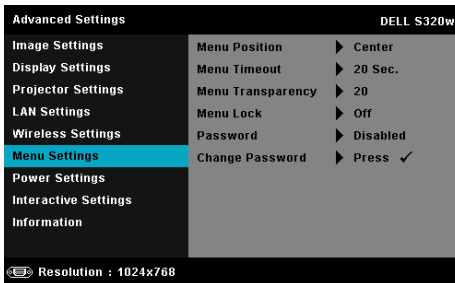 Advanced Settings DELL S320w
Image Settings
Display Settings
Projector Settings
LAN Settings
Wireless Settings
Menu Settings
Power Settings
Interactive Settings
Information
Menu Position Center
Menu Timeout 20 Sec.
Menu Transparency 20
Menu Lock Off
Password Disabled
Change Password Press ✓
Resolution : 1024x768